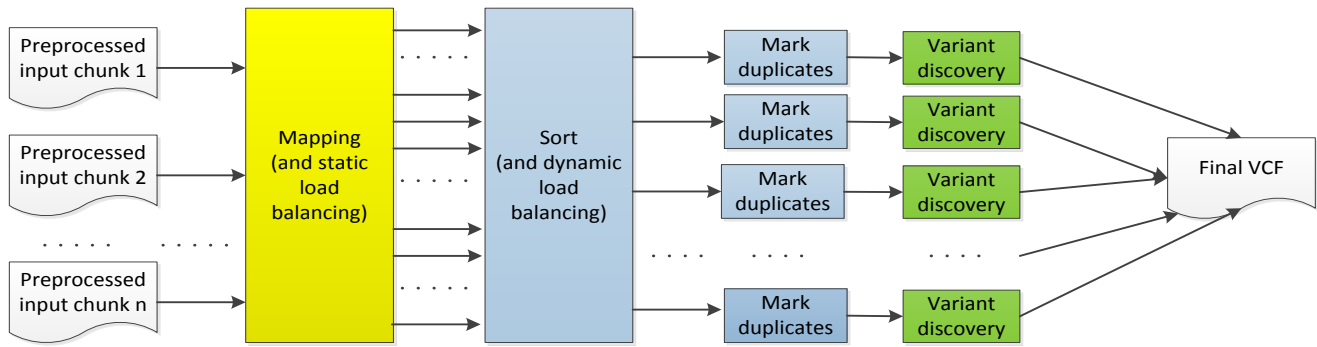 Preprocessed
input chunk 1
Preprocessed
input chunk 2
. . . . .
. . . . .
Preprocessed
input chunk n
Mapping
(and static
load
balancing)
. . . . .
. . . . .
. . . . .
Sort
(and dynamic
load
balancing)
Mark
duplicates
Mark
duplicates
Mark
duplicates
. . . .
. . . .
Mark
duplicates
Variant
discovery
Variant
discovery
Variant
discovery
. . . .
Variant
discovery
Final VCF